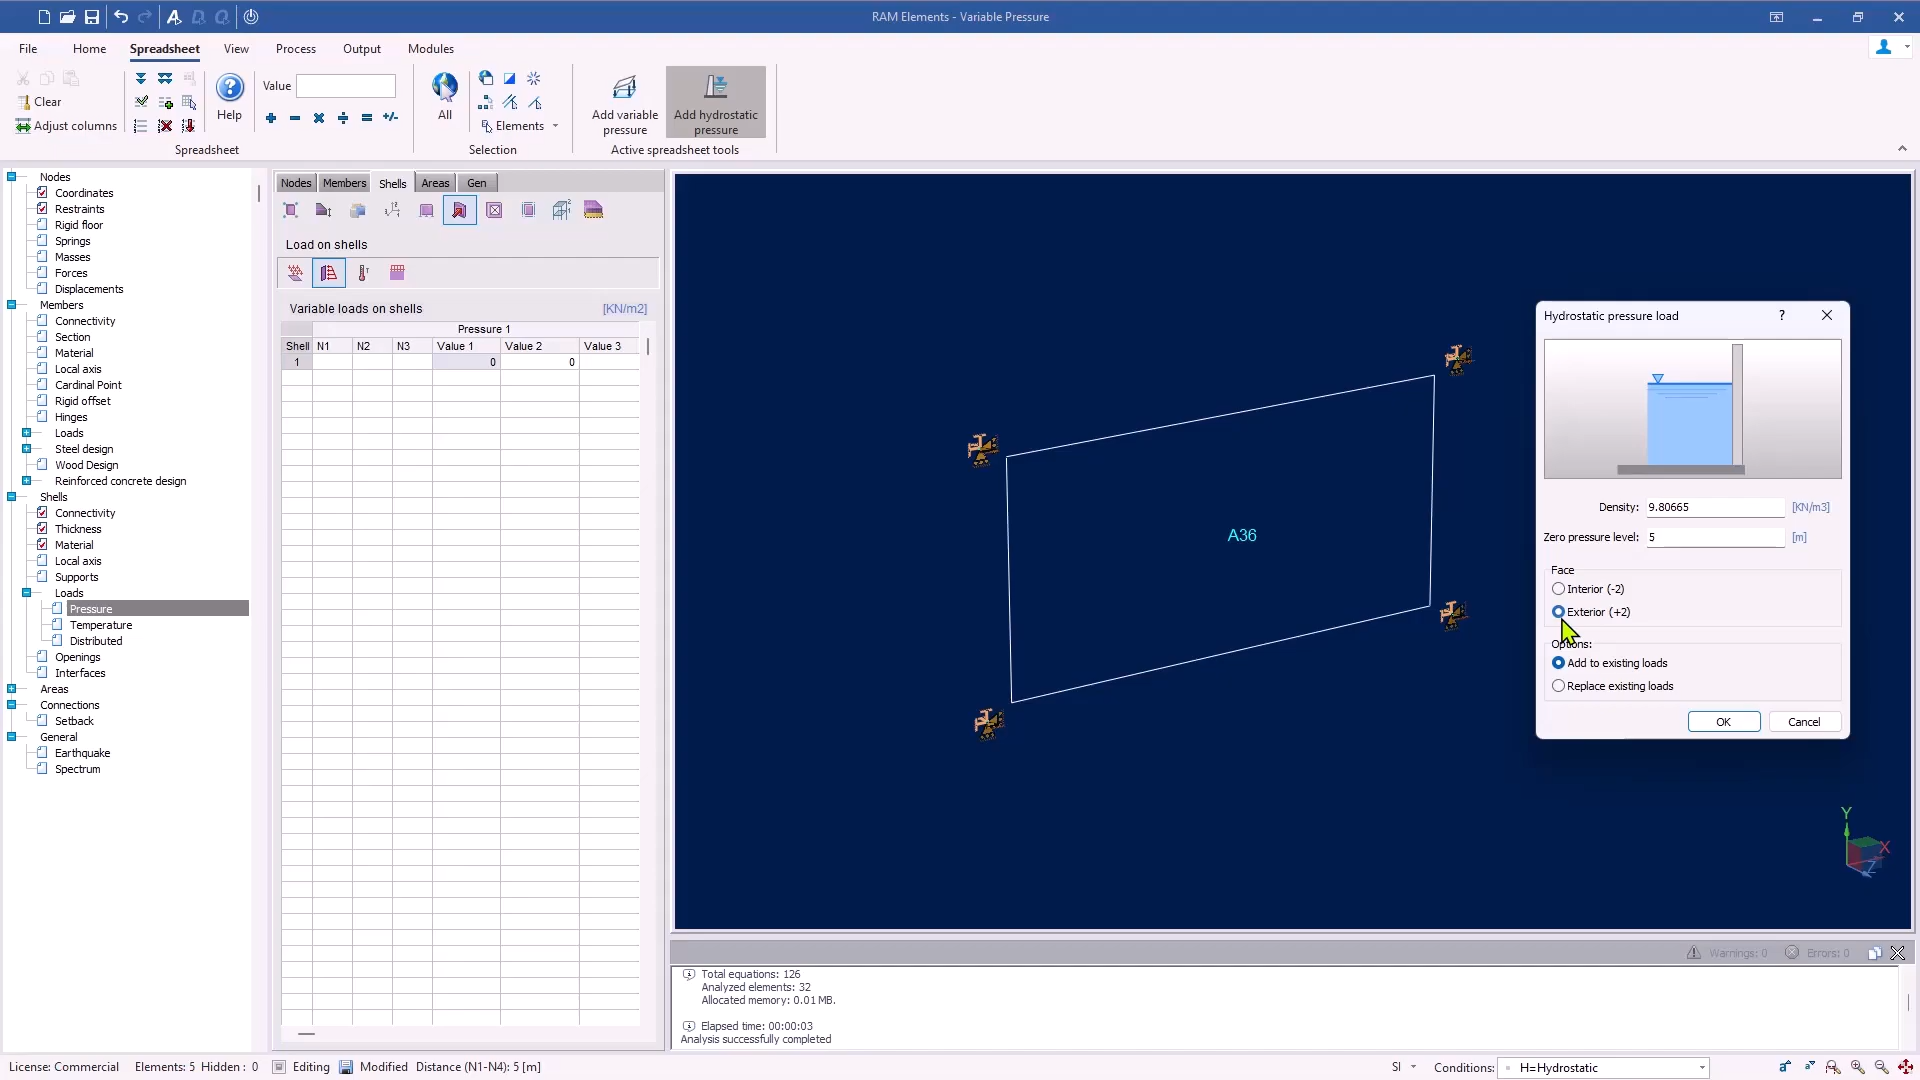 RAM Elements - Variable Pressure
File Home Spreadsheet View Process Output Modules
Clear
Adjust columns
Help
Value
All
Elements
Add variable pressure
Add hydrostatic pressure
Spreadsheet
Selection
Active spreadsheet tools
Nodes
Coordinates
Restraints
Rigid floor
Springs
Masses
Forces
Displacements
Members
Connectivity
Section
Material
Local axis
Cardinal Point
Rigid offset
Hinges
Loads
Steel design
Wood Design
Reinforced concrete design
Shells
Connectivity
Thickness
Material
Local axis
Supports
Loads
Pressure
Temperature
Distributed
Openings
Interfaces
Areas
Connections
Setback
General
Earthquake
Spectrum
Nodes Members Shells Areas Gen
Load on shells
Variable loads on shells [KN/m2]
Pressure 1
Shell N1 N2 N3 Value 1 Value 2 Value 3
1 0 0
A36
Y
X
Z
Hydrostatic pressure load ?
Density: 9.80665 [KN/m3]
Zero pressure level: 5 [m]
Face
Interior (-2)
Exterior (+2)
Options:
Add to existing loads
Replace existing loads
OK Cancel
Warnings: 0 Errors: 0
Total equations: 126
Analyzed elements: 32
Allocated memory: 0.01 MB.
Elapsed time: 00:00:03
Analysis successfully completed
License: Commercial Elements: 5 Hidden : 0 Editing Modified Distance (N1-N4): 5 [m] SI Conditions: H=Hydrostatic